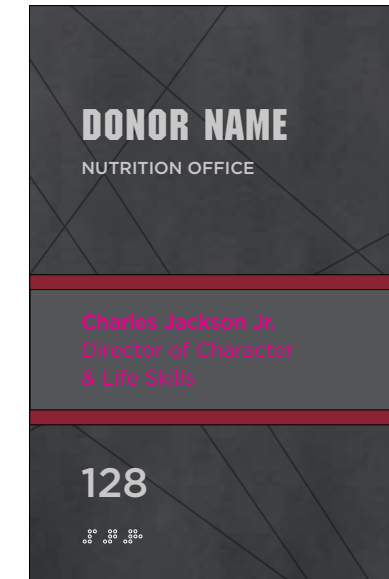 DONOR NAME
NUTRITION OFFICE
Charles Jackson Jr.
Director of Character
& Life Skills
128